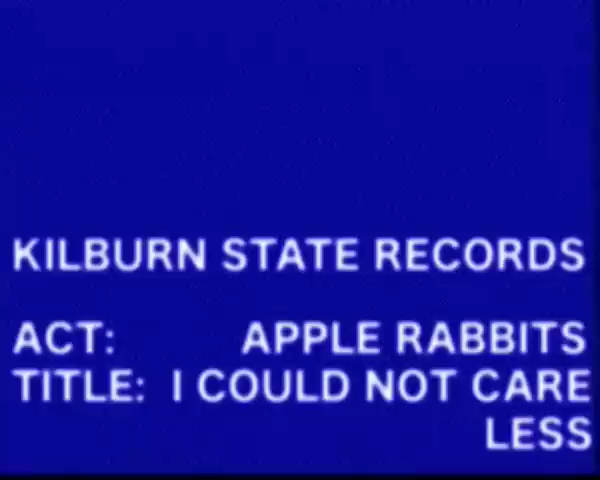 KILBURN STATE RECORDS
ACT: APPLE RABBITS
TITLE: I COULD NOT CARE
LESS